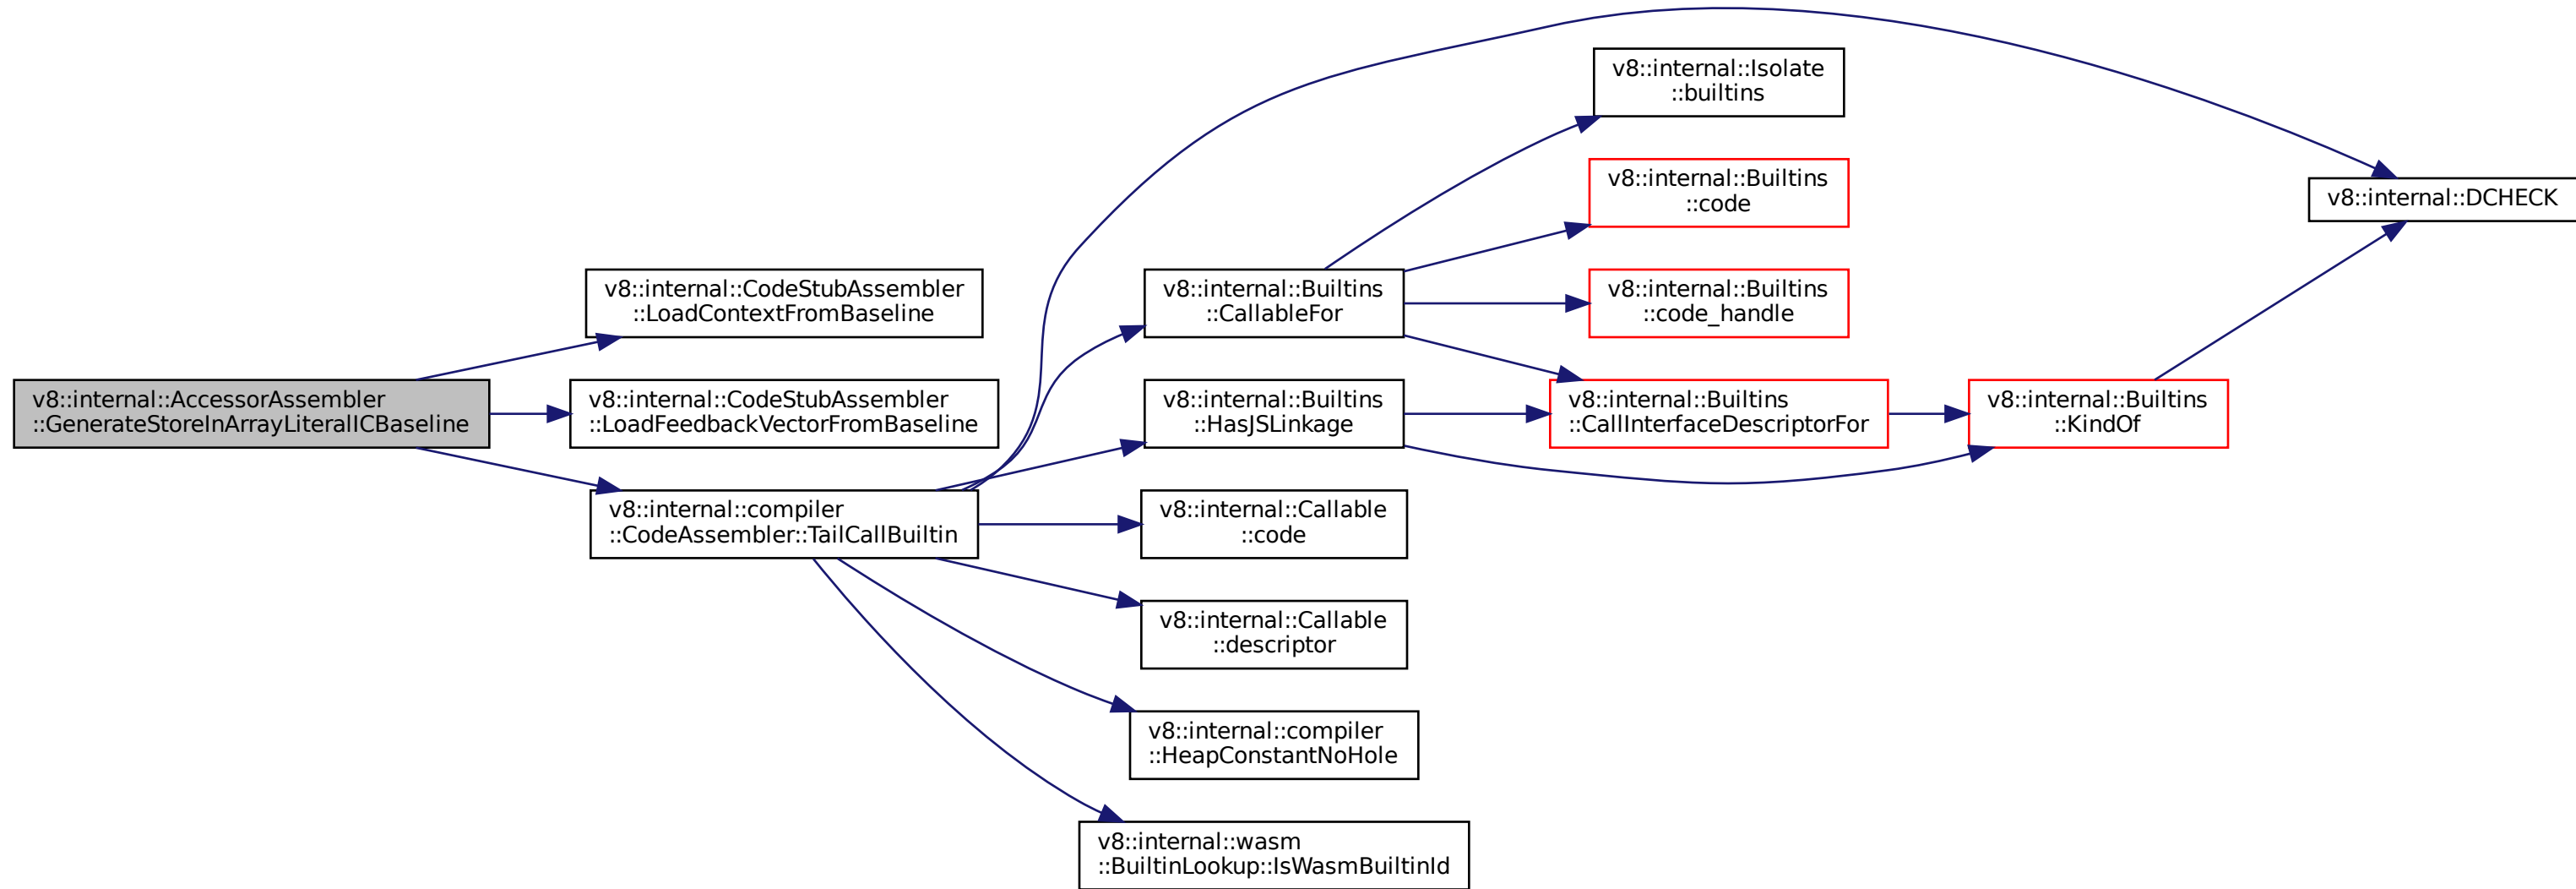 v8::internal::AccessorAssembler
::GenerateStoreInArrayLiteralICBaseline
v8::internal::CodeStubAssembler
::LoadContextFromBaseline
v8::internal::CodeStubAssembler
::LoadFeedbackVectorFromBaseline
v8::internal::compiler
::CodeAssembler::TailCallBuiltin
v8::internal::Builtins
::CallableFor
v8::internal::Builtins
::HasJSLinkage
v8::internal::Callable
::code
v8::internal::Callable
::descriptor
v8::internal::compiler
::HeapConstantNoHole
v8::internal::wasm
::BuiltinLookup::IsWasmBuiltinId
v8::internal::Isolate
::builtins
v8::internal::Builtins
::code
v8::internal::Builtins
::code_handle
v8::internal::Builtins
::CallInterfaceDescriptorFor
v8::internal::Builtins
::KindOf
v8::internal::DCHECK